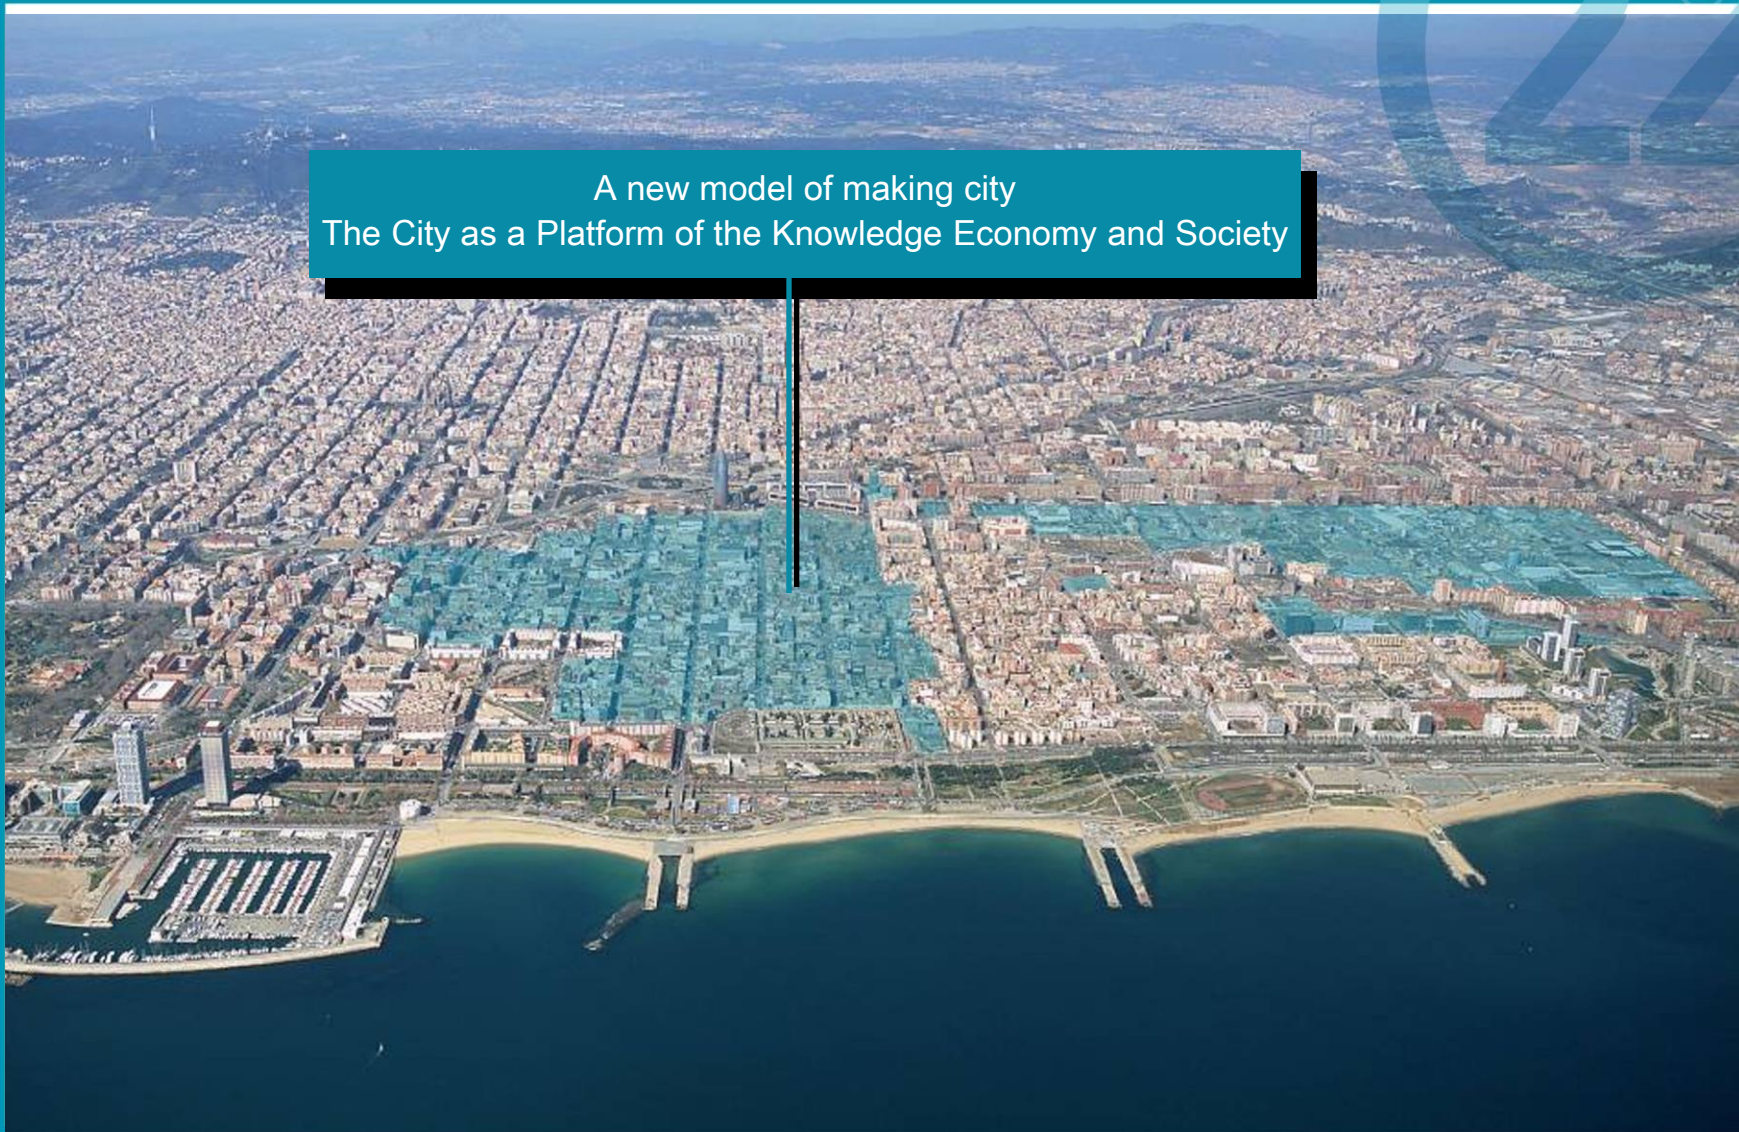 A new model of making city
The City as a Platform of the Knowledge Economy and Society